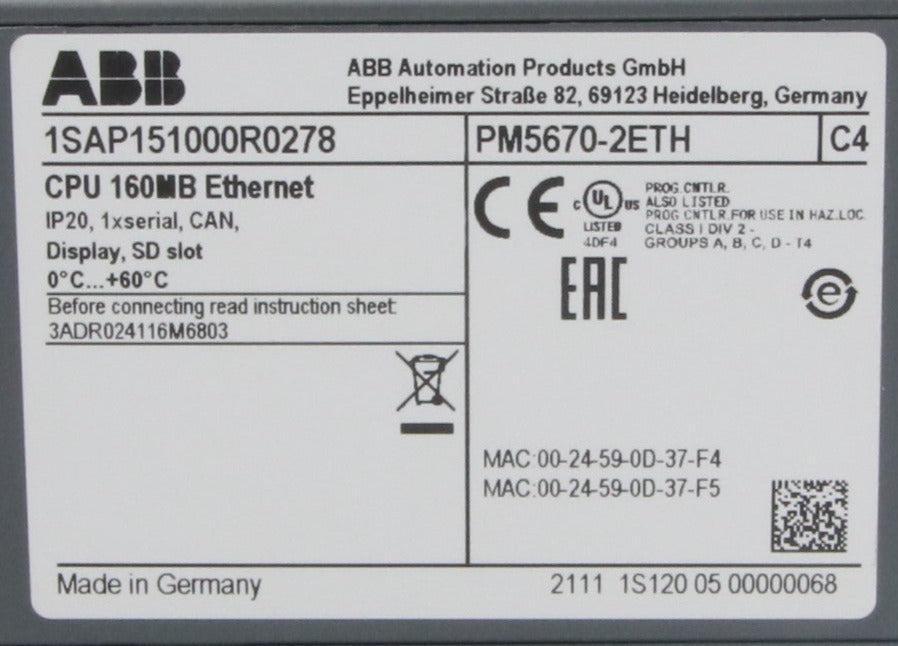 ABB
ABB Automation Products GmbH
Eppelheimer Straße 82, 69123 Heidelberg, Germany
1SAP151000R0278
PM5670-2ETH
C4
CPU 160MB Ethernet
IP20, 1xserial, CAN,
Display, SD slot
0°C...+60°C
Before connecting read instruction sheet:
3ADR024116M6803
CE
c UL us
LISTED
4DF4
PROG. CNTLR.
ALSO LISTED
PROG CNTLR.FOR USE IN HAZ.LOC.
CLASS I DIV 2 -
GROUPS A, B, C, D - T4
EAC
e
MAC:00-24-59-0D-37-F4
MAC:00-24-59-0D-37-F5
Made in Germany
2111 1S120 05 00000068